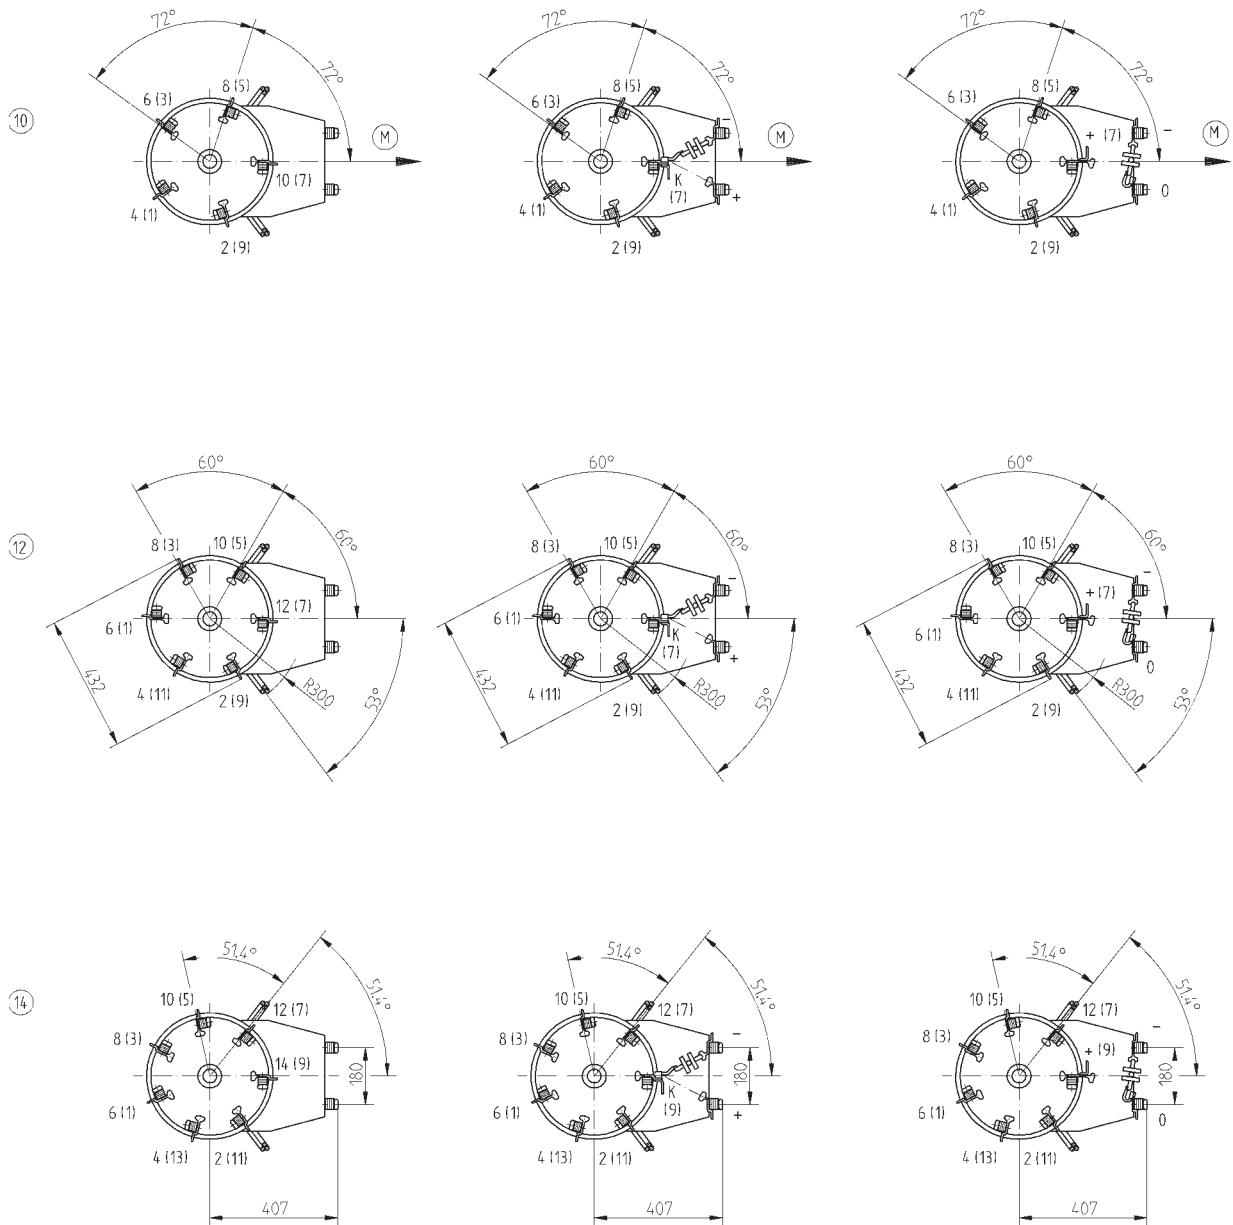 72° 72° 72°
8 (5) 72° 8 (5) 72° 8 (5) 72°
6 (3) 6 (3) 6 (3)
10 M - M + (7) - M
10 (7) K
4 (1) 4 (1) (7) + 4 (1) 0
2 (9) 2 (9) 2 (9)
60° 60° 60°
12 8 (3) 10 (5) 60° 8 (3) 10 (5) 60° 8 (3) 10 (5) 60°
12 (7) - + (7) -
6 (1) 6 (1) K 6 (1)
(7) + 0
432 4 (11) R300 53° 432 4 (11) R300 53° 432 4 (11) R300 53°
2 (9) 2 (9) 2 (9)
51.4° 51.4° 51.4°
14 10 (5) 12 (7) 51.4° 10 (5) 12 (7) 51.4° 10 (5) 12 (7) 51.4°
8 (3) 8 (3) - 8 (3) -
14 (9) + (9)
180 K 180 180
6 (1) 6 (1) (9) + 6 (1) 0
4 (13) 2 (11) 4 (13) 2 (11) 4 (13) 2 (11)
407 407 407